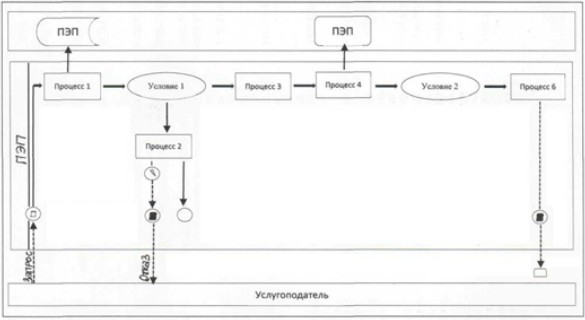 ПЭП
ПЭП
Процесс 1
Условие 1
Процесс 3
Процесс 4
Условие 2
Процесс 6
ПЭП
Процесс 2
Запрос
Отказ
Услугоподатель